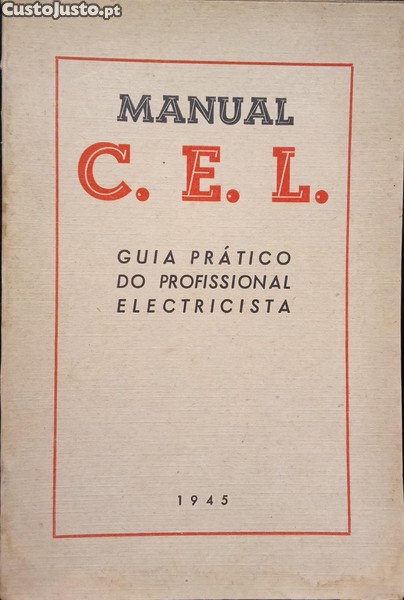 CustoJusto.pt
MANUAL
C. E. L.
GUIA PRÁTICO
DO PROFISSIONAL
ELECTRICISTA
1945